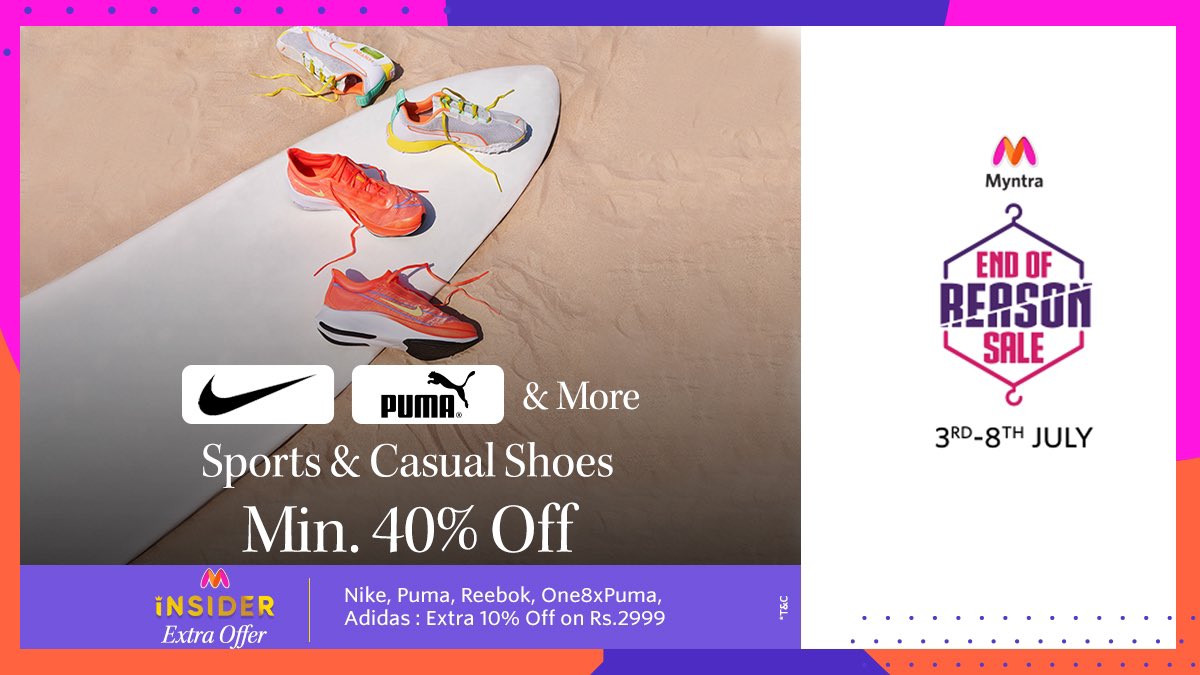 PUMA®
& More
Sports & Casual Shoes
Min. 40% Off
iNSIDER
Extra Offer
Nike, Puma, Reebok, One8xPuma,
Adidas : Extra 10% Off on Rs.2999
*T&C
Myntra
END OF
REASON
SALE
3RD-8TH JULY